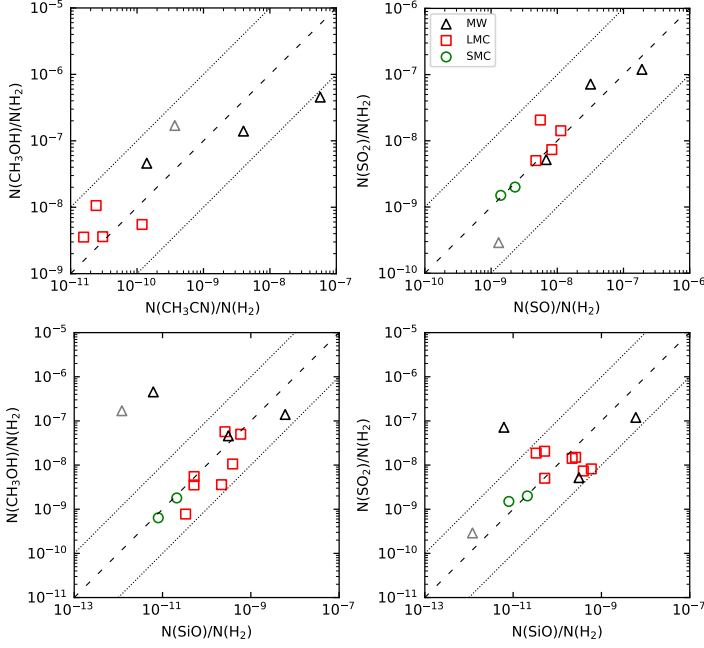 10⁻⁵
10⁻⁶
10⁻⁷
10⁻⁸
10⁻⁹
N(CH₃OH)/N(H₂)
10⁻¹¹ 10⁻¹⁰ 10⁻⁹ 10⁻⁸ 10⁻⁷
N(CH₃CN)/N(H₂)
10⁻⁶
10⁻⁷
10⁻⁸
10⁻⁹
10⁻¹⁰
N(SO₂)/N(H₂)
MW
LMC
SMC
10⁻¹⁰ 10⁻⁹ 10⁻⁸ 10⁻⁷ 10⁻⁶
N(SO)/N(H₂)
10⁻⁵
10⁻⁶
10⁻⁷
10⁻⁸
10⁻⁹
10⁻¹⁰
10⁻¹¹
N(CH₃OH)/N(H₂)
10⁻¹³ 10⁻¹¹ 10⁻⁹ 10⁻⁷
N(SiO)/N(H₂)
10⁻⁵
10⁻⁶
10⁻⁷
10⁻⁸
10⁻⁹
10⁻¹⁰
10⁻¹¹
N(SO₂)/N(H₂)
10⁻¹³ 10⁻¹¹ 10⁻⁹ 10⁻⁷
N(SiO)/N(H₂)